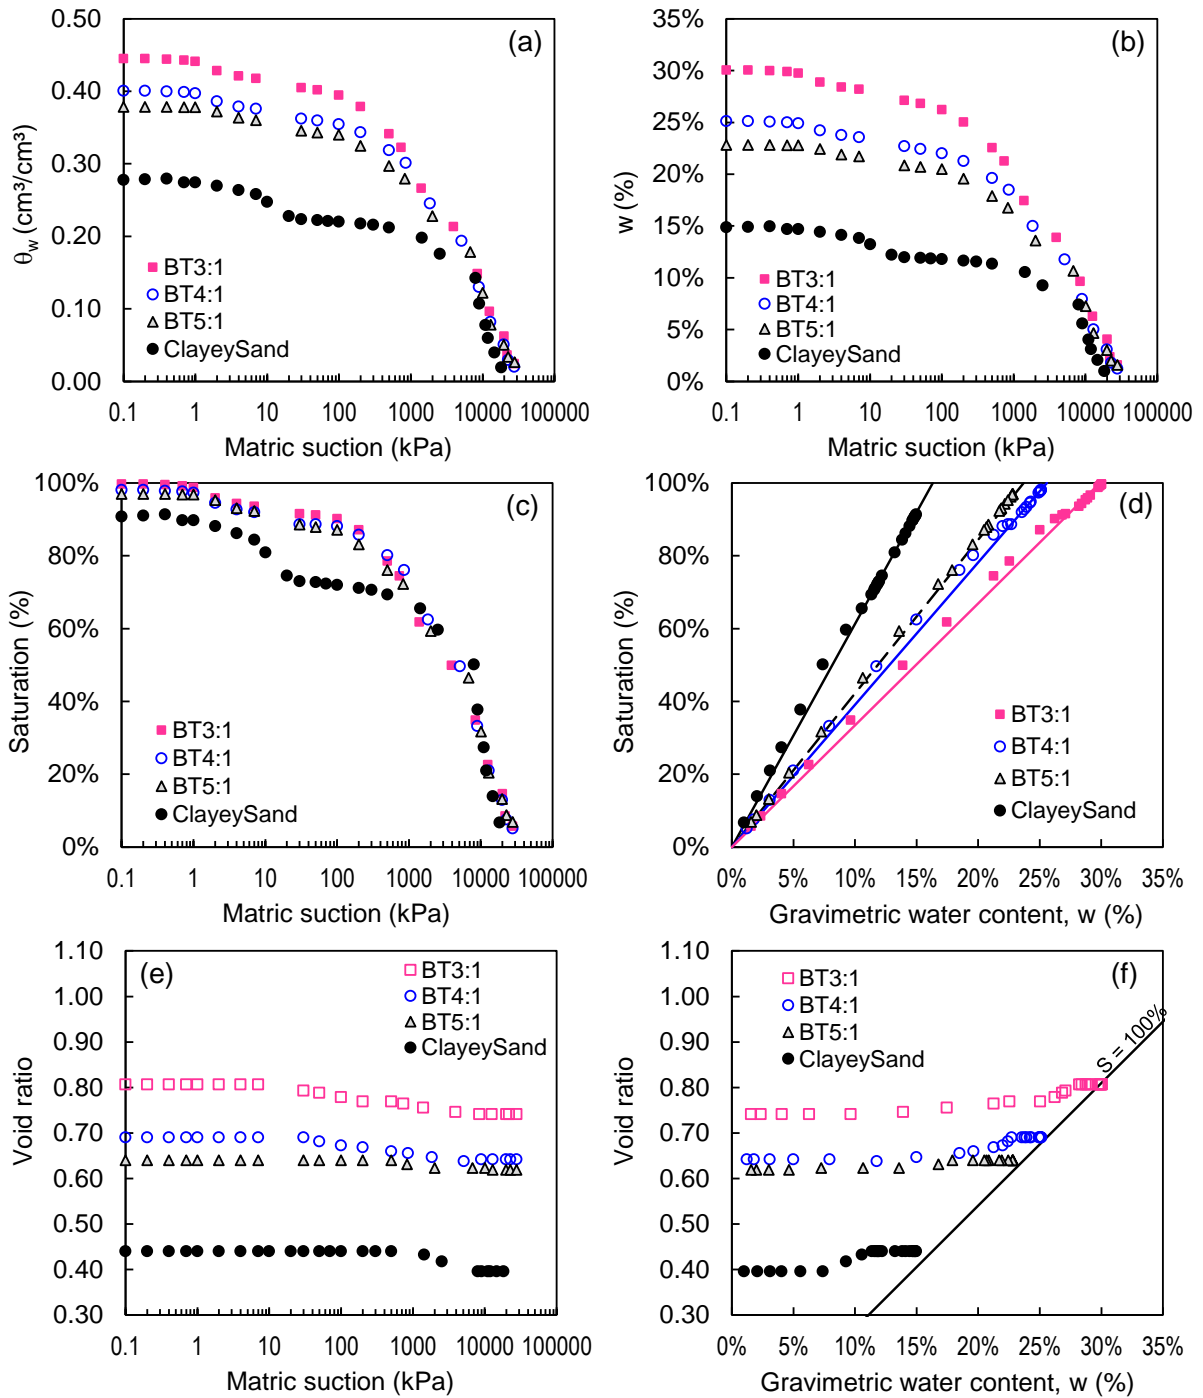 (a)
0.50
0.40
0.30
0.20
0.10
0.00
θw (cm³/cm³)
BT3:1
BT4:1
BT5:1
ClayeySand
0.1 1 10 100 1000 10000 100000
Matric suction (kPa)
(b)
35%
30%
25%
20%
15%
10%
5%
0%
w (%)
BT3:1
BT4:1
BT5:1
ClayeySand
0.1 1 10 100 1000 10000 100000
Matric suction (kPa)
(c)
100%
80%
60%
40%
20%
0%
Saturation (%)
BT3:1
BT4:1
BT5:1
ClayeySand
0.1 1 10 100 1000 10000 100000
Matric suction (kPa)
(d)
100%
80%
60%
40%
20%
0%
Saturation (%)
BT3:1
BT4:1
BT5:1
ClayeySand
0% 5% 10% 15% 20% 25% 30% 35%
Gravimetric water content, w (%)
(e)
1.10
1.00
0.90
0.80
0.70
0.60
0.50
0.40
0.30
Void ratio
BT3:1
BT4:1
BT5:1
ClayeySand
0.1 1 10 100 1000 10000 100000
Matric suction (kPa)
(f)
1.10
1.00
0.90
0.80
0.70
0.60
0.50
0.40
0.30
Void ratio
BT3:1
BT4:1
BT5:1
ClayeySand
S = 100%
0% 5% 10% 15% 20% 25% 30% 35%
Gravimetric water content, w (%)